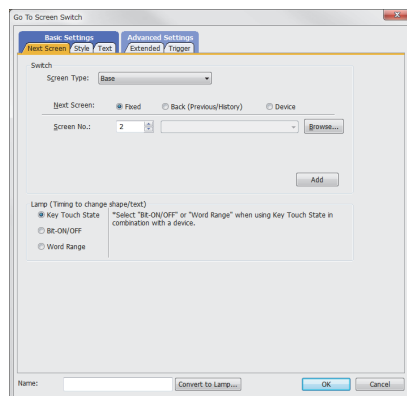 Go To Screen Switch
Basic Settings
Advanced Settings
Next Screen Style Text Extended Trigger
Switch
Screen Type: Base
Next Screen: Fixed Back (Previous/History) Device
Screen No.: 2 Browse...
Add
Lamp (Timing to change shape/text)
Key Touch State
*Select "Bit-ON/OFF" or "Word Range" when using Key Touch State in
combination with a device.
Bit-ON/OFF
Word Range
Name: Convert to Lamp... OK Cancel